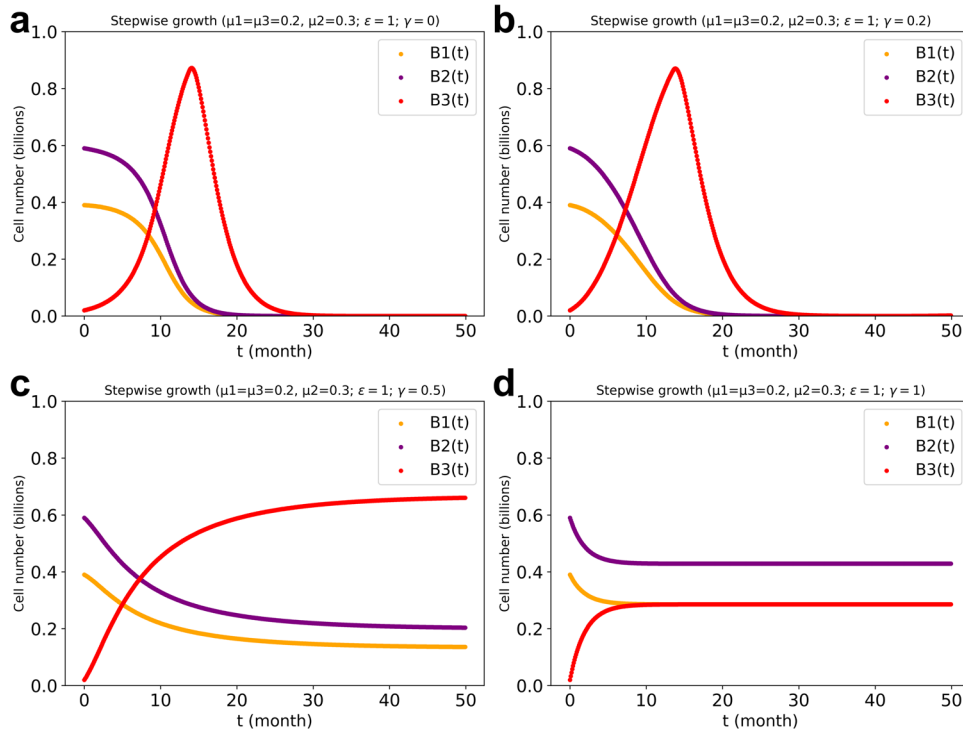 a
Stepwise growth (μ1=μ3=0.2, μ2=0.3; ε = 1; γ = 0)
1.0
0.8
0.6
0.4
0.2
0.0
Cell number (billions)
B1(t)
B2(t)
B3(t)
0 10 20 30 40 50
t (month)
b
Stepwise growth (μ1=μ3=0.2, μ2=0.3; ε = 1; γ = 0.2)
1.0
0.8
0.6
0.4
0.2
0.0
Cell number (billions)
B1(t)
B2(t)
B3(t)
0 10 20 30 40 50
t (month)
c
Stepwise growth (μ1=μ3=0.2, μ2=0.3; ε = 1; γ = 0.5)
1.0
0.8
0.6
0.4
0.2
0.0
Cell number (billions)
B1(t)
B2(t)
B3(t)
0 10 20 30 40 50
t (month)
d
Stepwise growth (μ1=μ3=0.2, μ2=0.3; ε = 1; γ = 1)
1.0
0.8
0.6
0.4
0.2
0.0
Cell number (billions)
B1(t)
B2(t)
B3(t)
0 10 20 30 40 50
t (month)